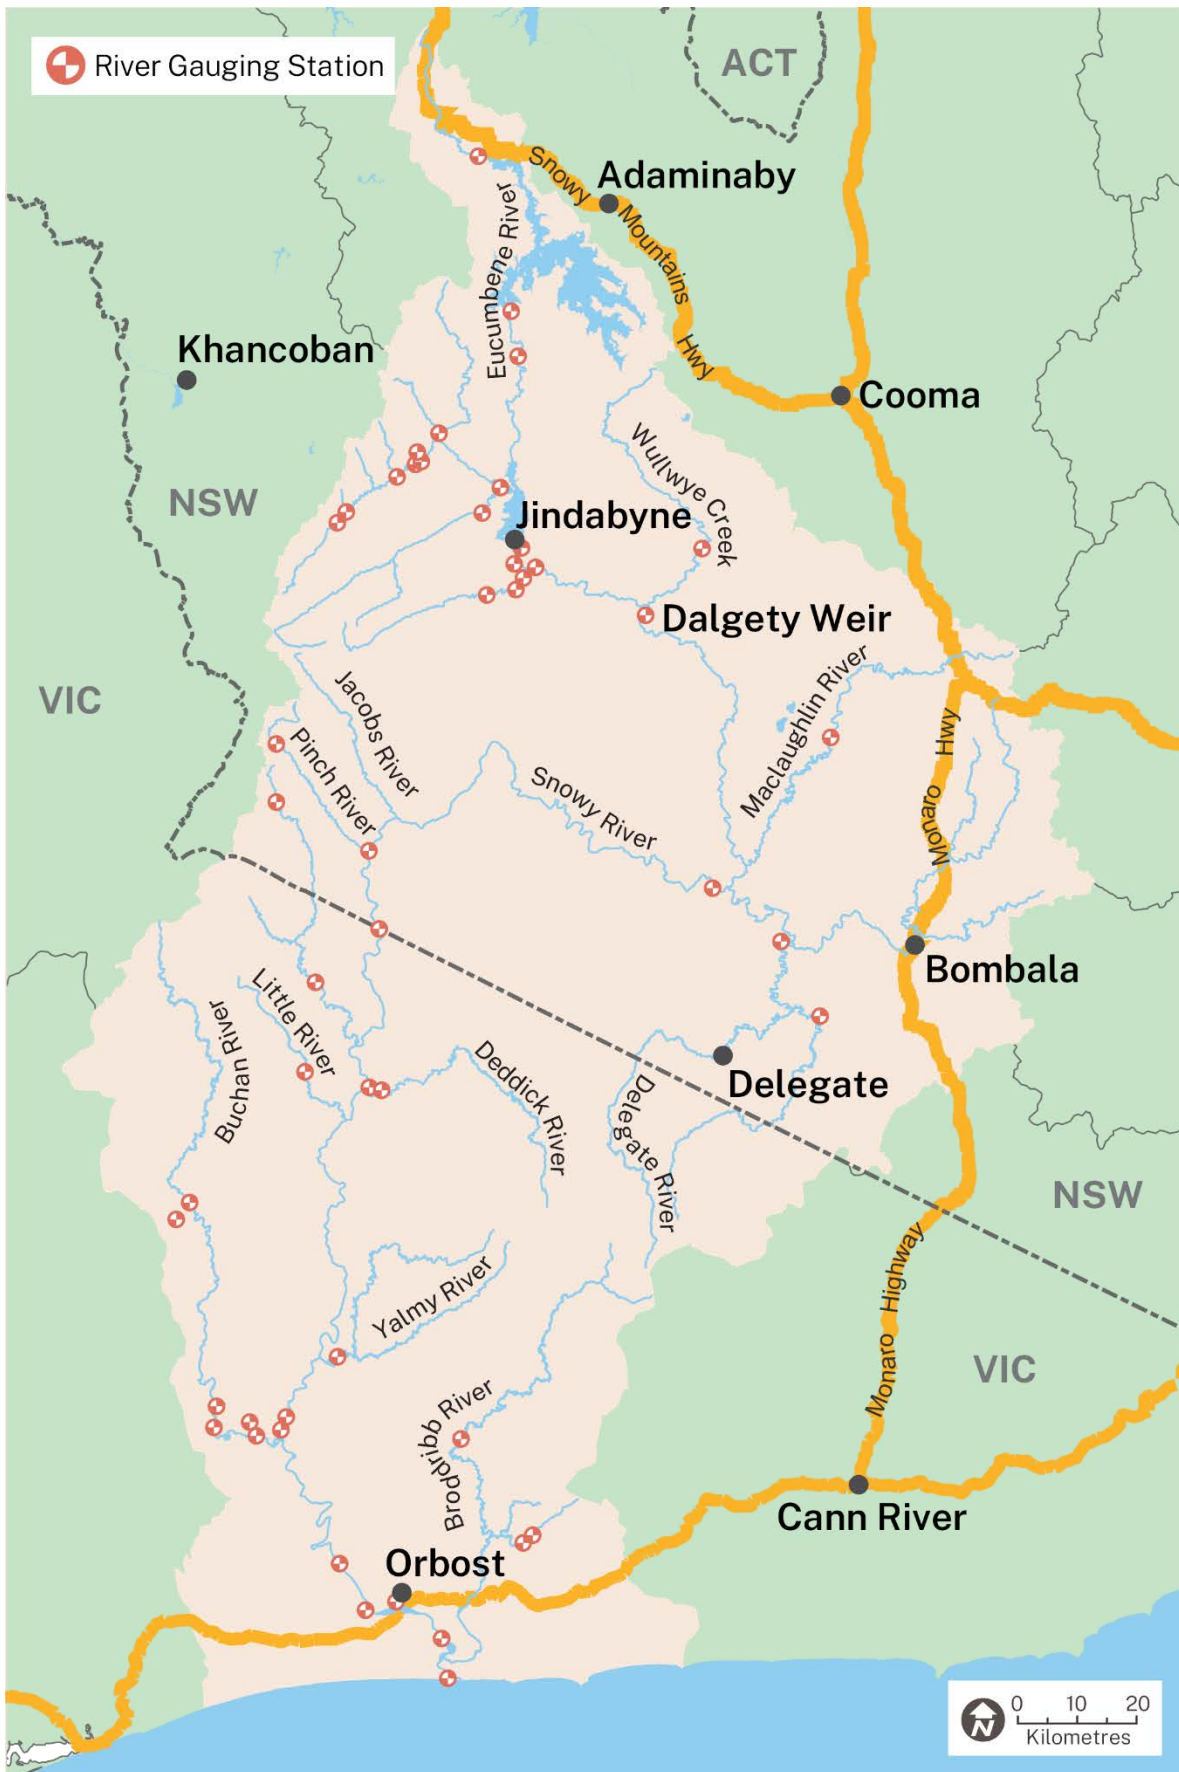 River Gauging Station
ACT
Snowy Mountains Hwy
Adaminaby
Eucumbene River
Khancoban
Cooma
Wullwye Creek
NSW
Jindabyne
Dalgety Weir
VIC
Jacobs River
Maclaughlin River
Pinch River
Snowy River
Monaro Hwy
Bombala
Little River
Buchan River
Deddick River
Delegate
Delegate River
NSW
Yalmy River
Monaro Highway
VIC
Brodribb River
Cann River
Orbost
N
0 10 20
Kilometres